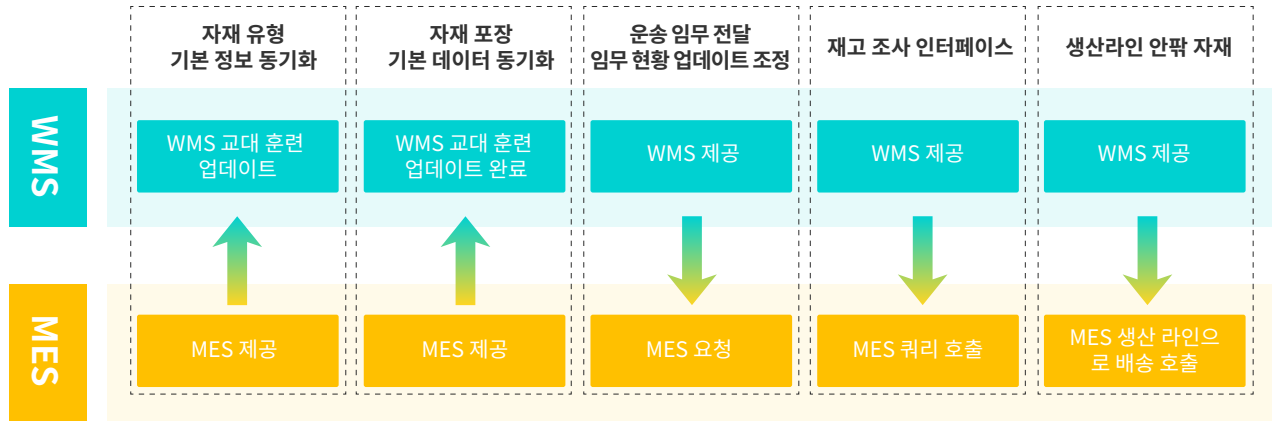 자재 유형
기본 정보 동기화
자재 포장
기본 데이터 동기화
운송 임무 전달
임무 현황 업데이트 조정
재고 조사 인터페이스
생산라인 안팎 자재
WMS
WMS 교대 훈련
업데이트
WMS 교대 훈련
업데이트 완료
WMS 제공
WMS 제공
WMS 제공
MES
MES 제공
MES 제공
MES 요청
MES 쿼리 호출
MES 생산 라인으
로 배송 호출